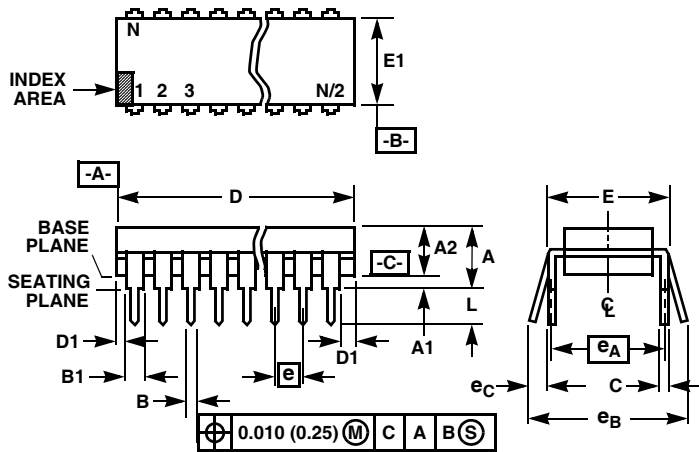 N
E1
INDEX
AREA
1 2 3 N/2
-B-
-A-
D
E
BASE
PLANE
A2
A
-C-
SEATING
PLANE
L
C L
D1
B1
A1
D1
e
eA
B
eC
C
eB
0.010 (0.25) M C A B S